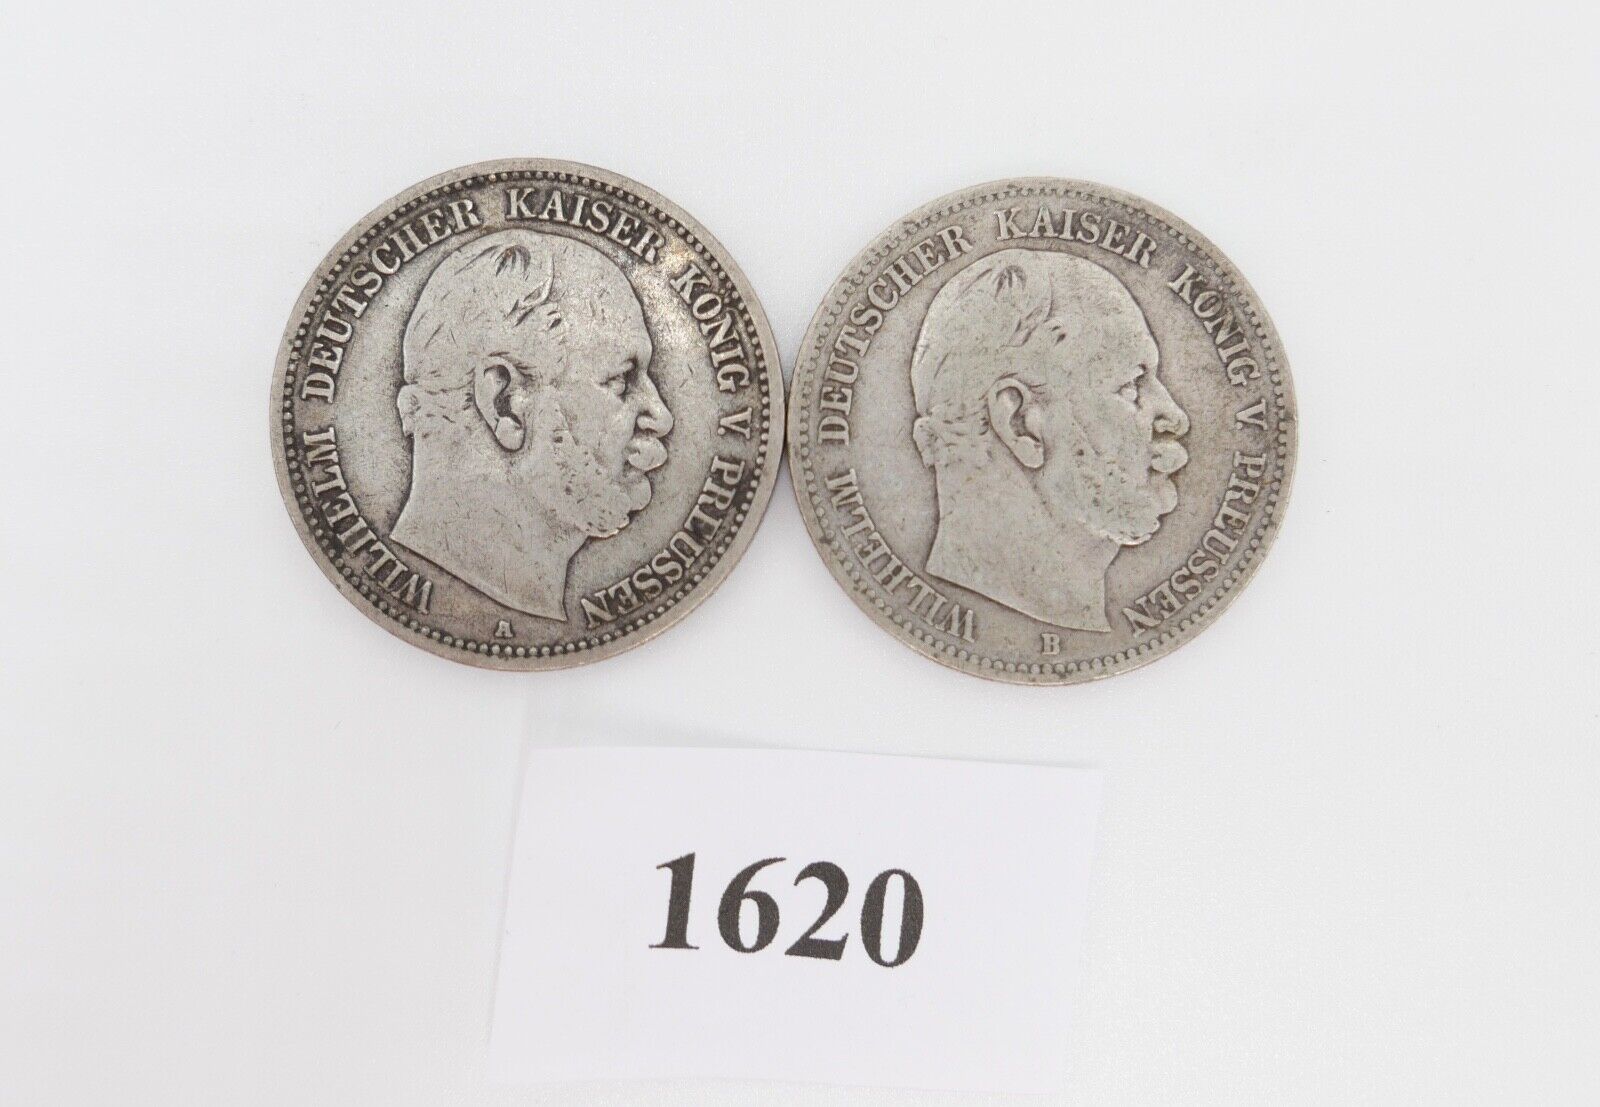 WILHELM DEUTSCHER KAISER KÖNIG V. PREUSSEN
A
WILHELM DEUTSCHER KAISER KÖNIG V. PREUSSEN
B
1620